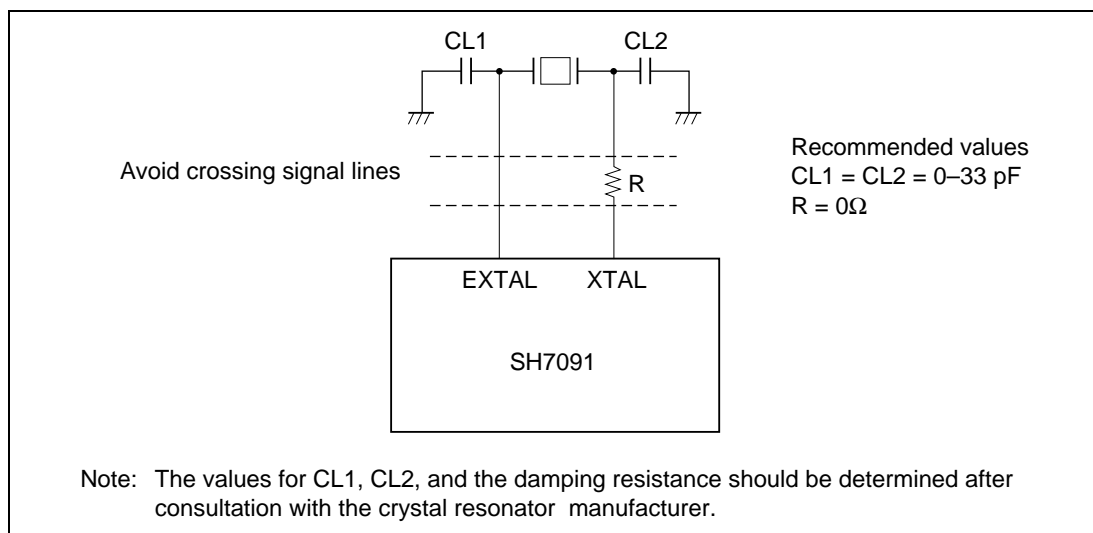 CL1 CL2
Avoid crossing signal lines
R
Recommended values
CL1 = CL2 = 0–33 pF
R = 0Ω
EXTAL XTAL
SH7091
Note: The values for CL1, CL2, and the damping resistance should be determined after
consultation with the crystal resonator manufacturer.